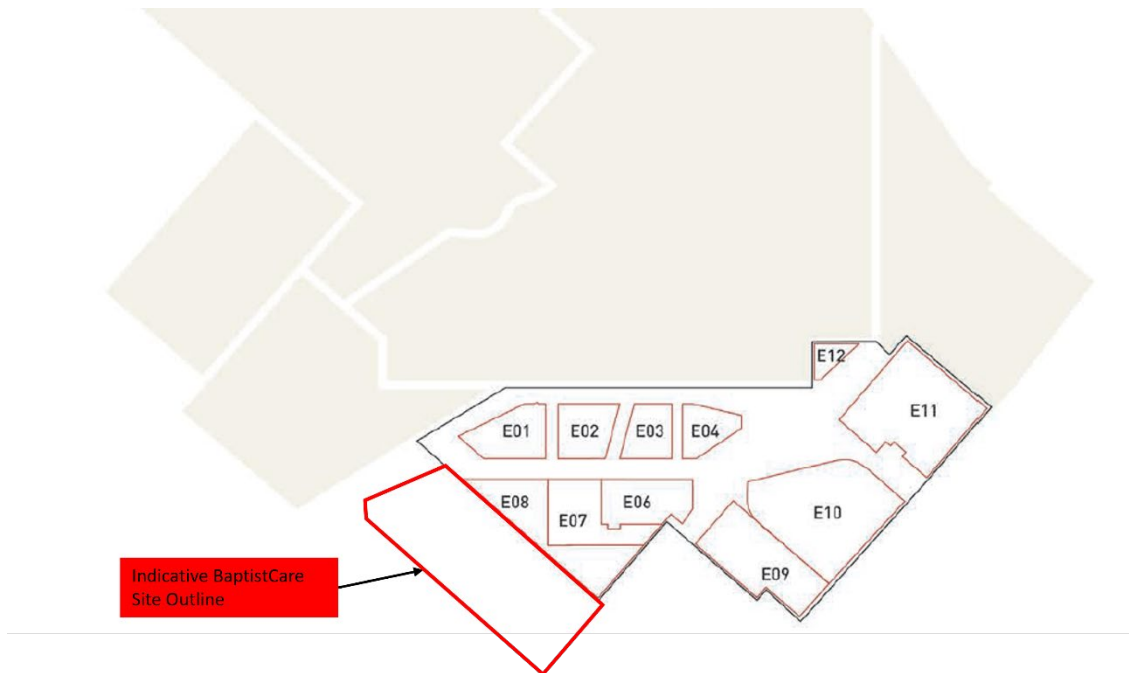 E12
E11
E01
E02
E03
E04
E08
E07
E06
E10
E09
Indicative BaptistCare
Site Outline